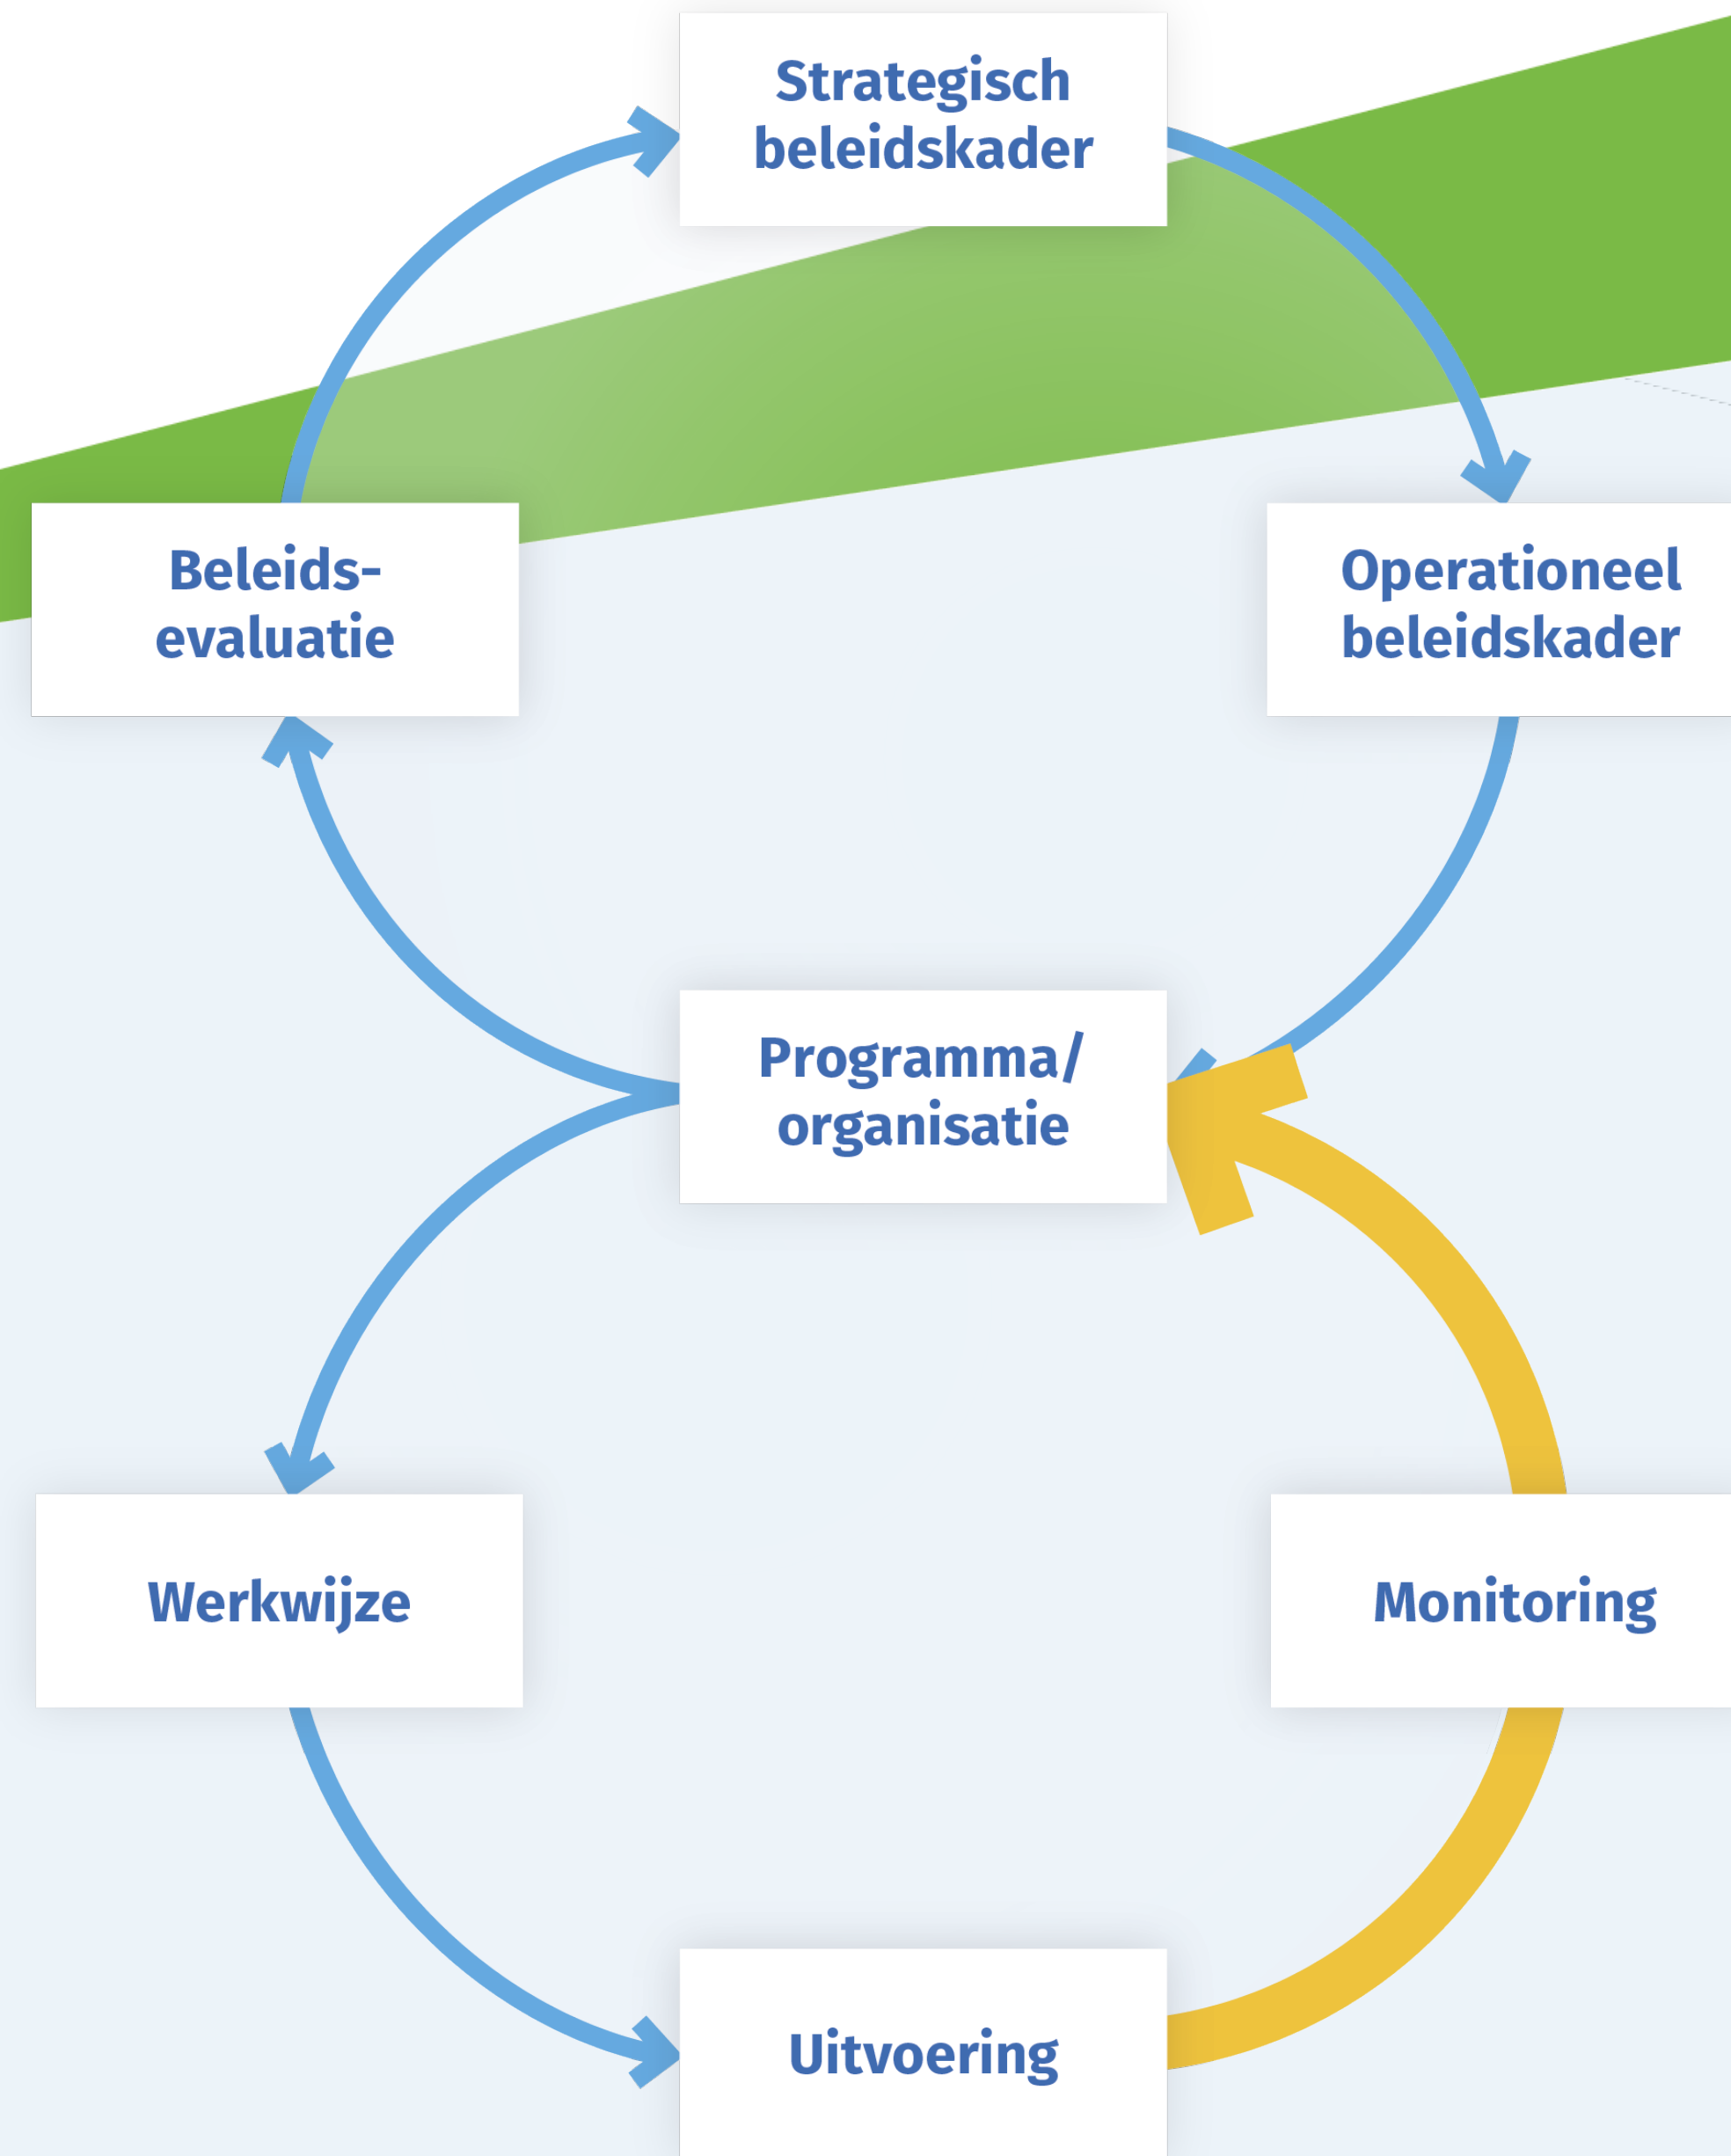 Strategisch
beleidskader
Beleids-
evaluatie
Operationeel
beleidskader
Programma/
organisatie
Werkwijze
Monitoring
Uitvoering